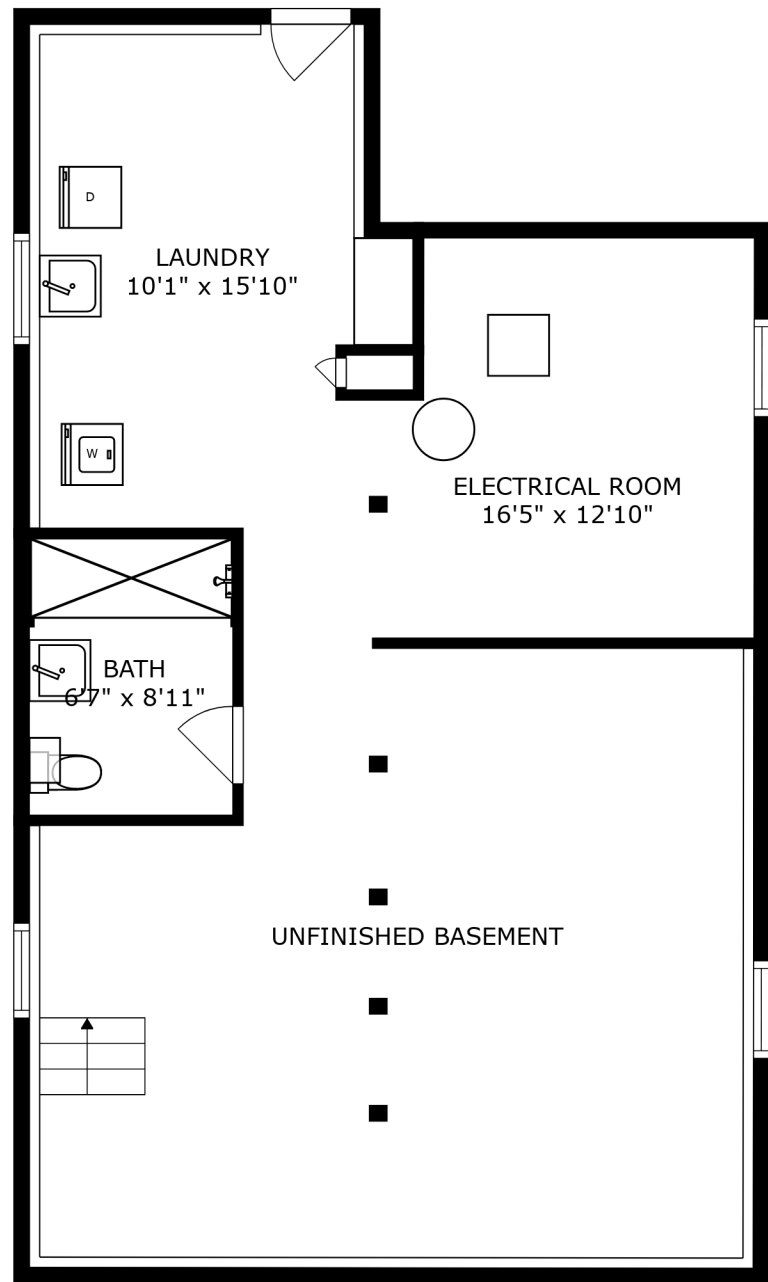 D
LAUNDRY
10'1" x 15'10"
W
ELECTRICAL ROOM
16'5" x 12'10"
BATH
6'7" x 8'11"
UNFINISHED BASEMENT